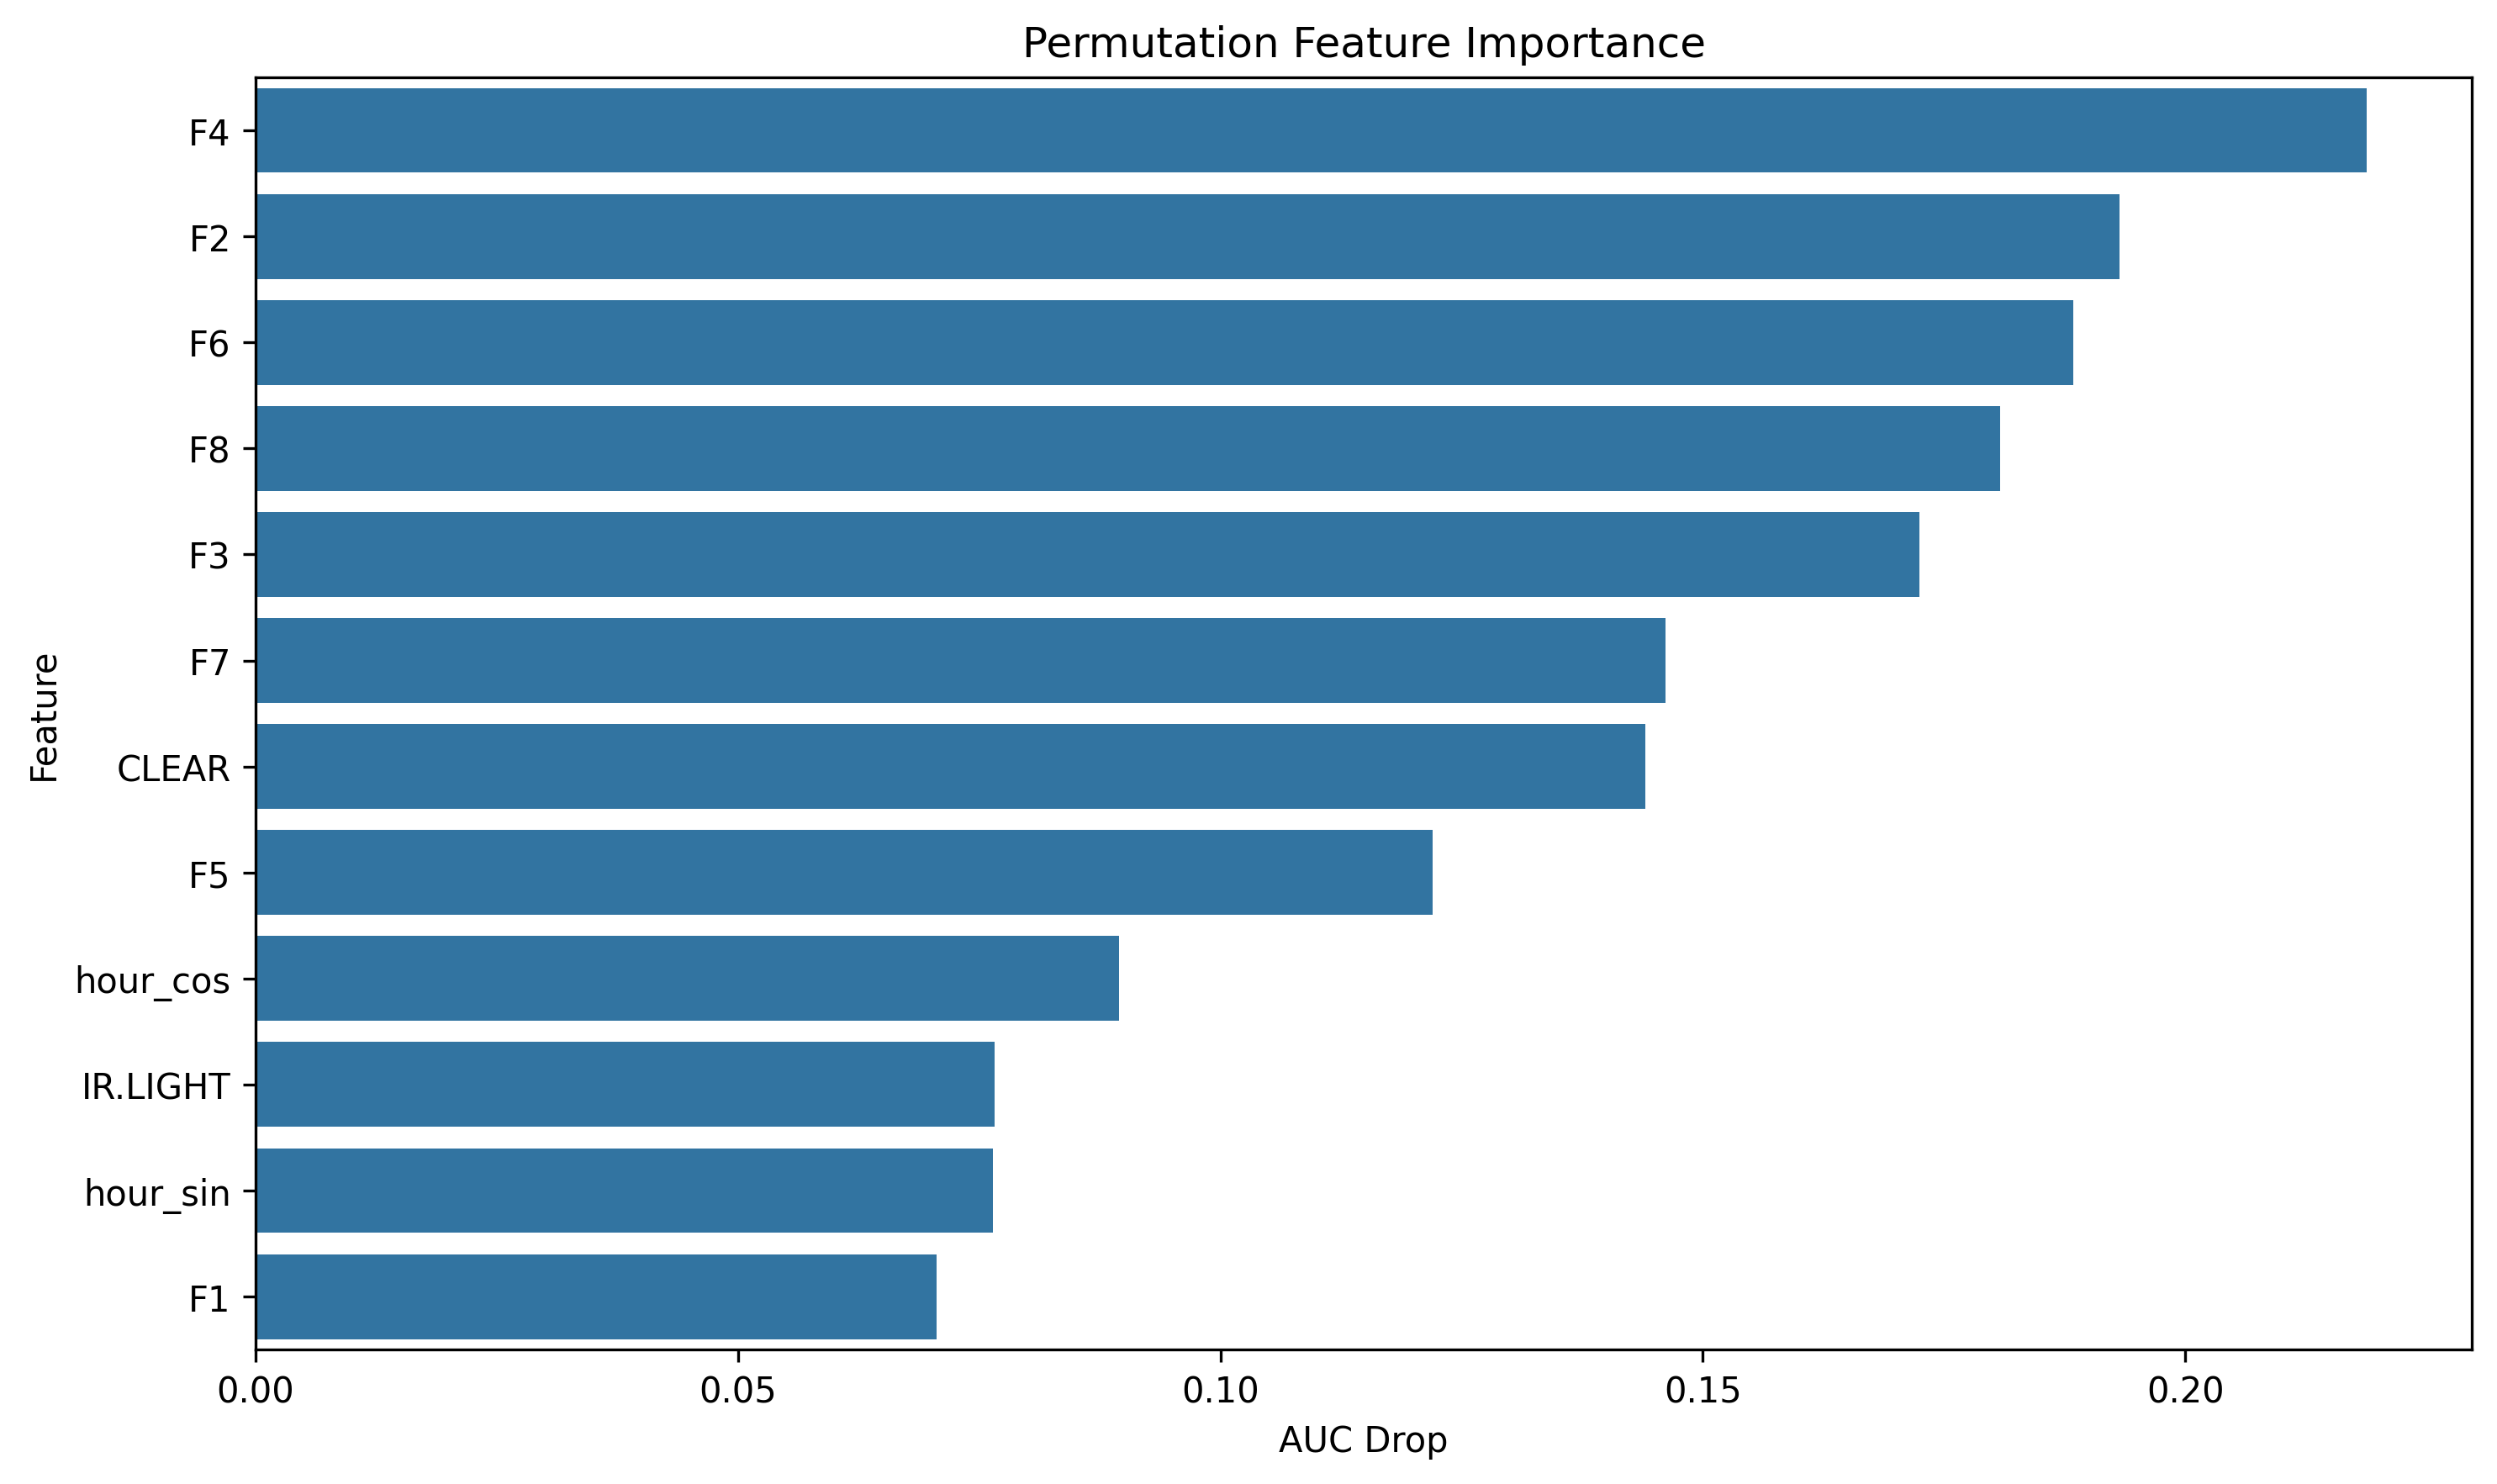 Permutation Feature Importance
Feature
F4
F2
F6
F8
F3
F7
CLEAR
F5
hour_cos
IR.LIGHT
hour_sin
F1
0.00 0.05 0.10 0.15 0.20
AUC Drop